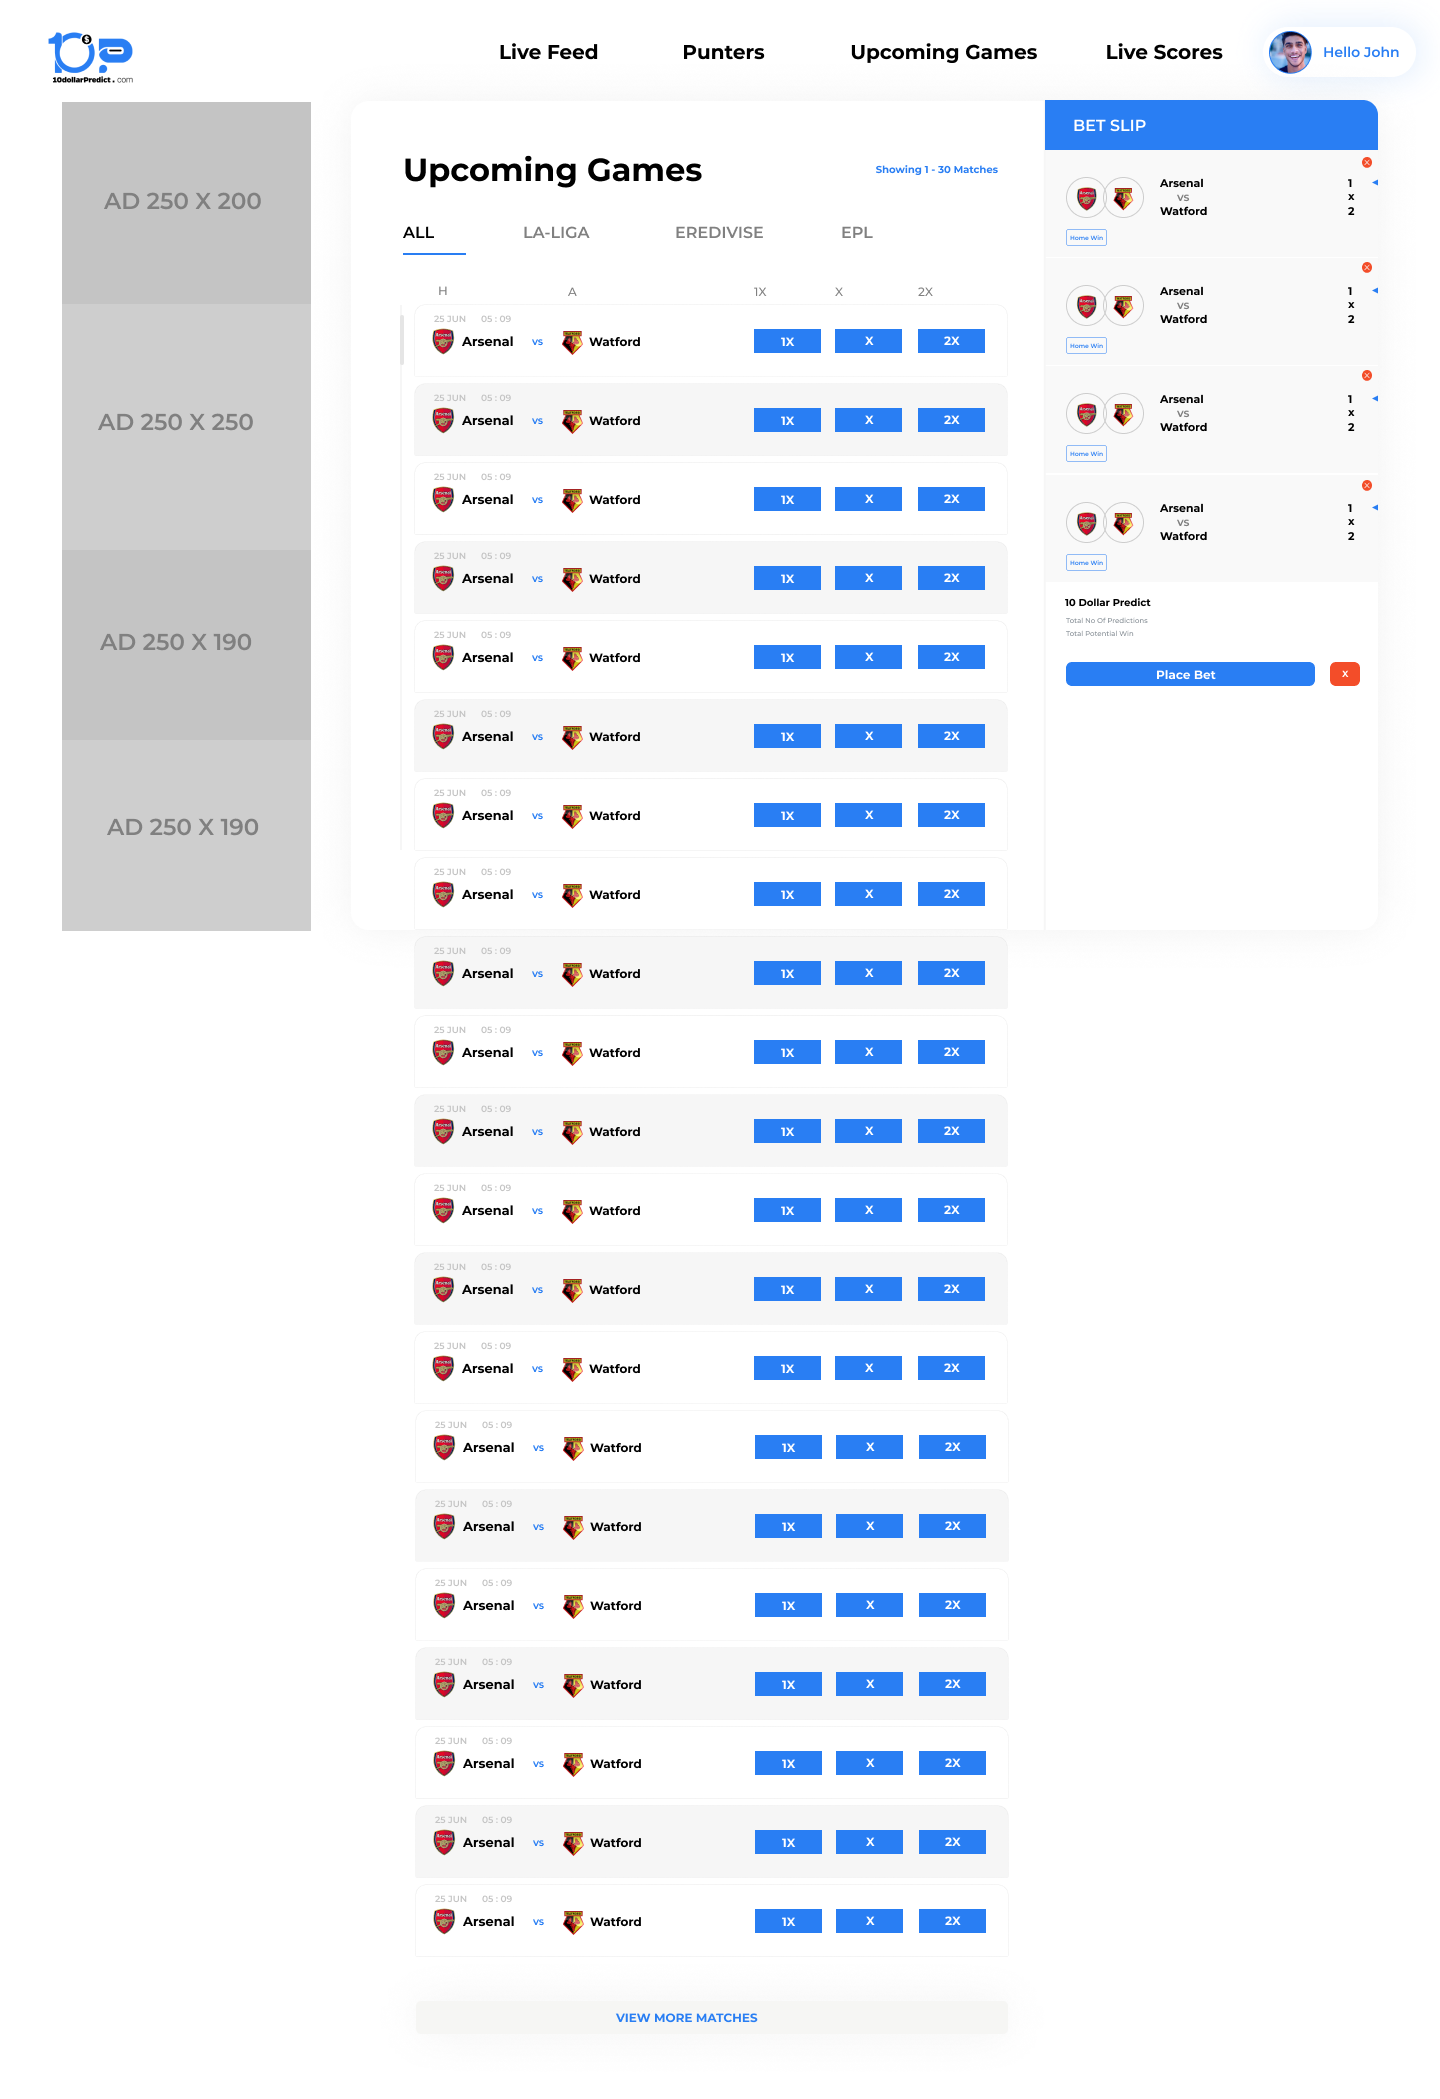 10P $
10dollarPredict.com
Live Feed Punters Upcoming Games Live Scores Hello John
AD 250 X 200
AD 250 X 250
AD 250 X 190
AD 250 X 190
Upcoming Games
Showing 1 - 30 Matches
ALL LA-LIGA EREDIVISE EPL
H A 1X X 2X
25 JUN 05 : 09
Arsenal vs Watford 1X X 2X
25 JUN 05 : 09
Arsenal vs Watford 1X X 2X
25 JUN 05 : 09
Arsenal vs Watford 1X X 2X
25 JUN 05 : 09
Arsenal vs Watford 1X X 2X
25 JUN 05 : 09
Arsenal vs Watford 1X X 2X
25 JUN 05 : 09
Arsenal vs Watford 1X X 2X
25 JUN 05 : 09
Arsenal vs Watford 1X X 2X
25 JUN 05 : 09
Arsenal vs Watford 1X X 2X
25 JUN 05 : 09
Arsenal vs Watford 1X X 2X
25 JUN 05 : 09
Arsenal vs Watford 1X X 2X
25 JUN 05 : 09
Arsenal vs Watford 1X X 2X
25 JUN 05 : 09
Arsenal vs Watford 1X X 2X
25 JUN 05 : 09
Arsenal vs Watford 1X X 2X
25 JUN 05 : 09
Arsenal vs Watford 1X X 2X
25 JUN 05 : 09
Arsenal vs Watford 1X X 2X
25 JUN 05 : 09
Arsenal vs Watford 1X X 2X
25 JUN 05 : 09
Arsenal vs Watford 1X X 2X
25 JUN 05 : 09
Arsenal vs Watford 1X X 2X
25 JUN 05 : 09
Arsenal vs Watford 1X X 2X
25 JUN 05 : 09
Arsenal vs Watford 1X X 2X
25 JUN 05 : 09
Arsenal vs Watford 1X X 2X
VIEW MORE MATCHES
BET SLIP
X
Arsenal 1
VS x
Watford 2
Home Win
X
Arsenal 1
VS x
Watford 2
Home Win
X
Arsenal 1
VS x
Watford 2
Home Win
X
Arsenal 1
VS x
Watford 2
Home Win
10 Dollar Predict
Total No Of Predictions
Total Potential Win
Place Bet X